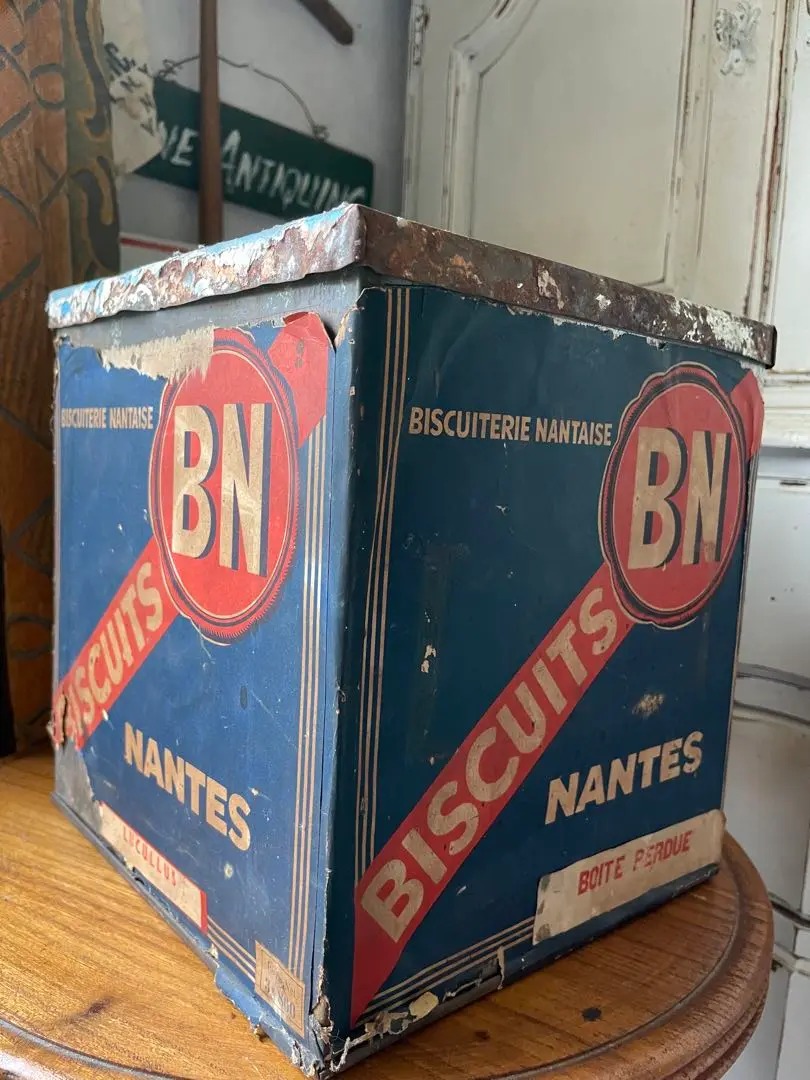 ANTIQUING
BISCUITERIE NANTAISE
BN
BISCUITS
NANTES
LUCULLUS
BISCUITERIE NANTAISE
BN
BISCUITS
NANTES
BOITE PERDUE